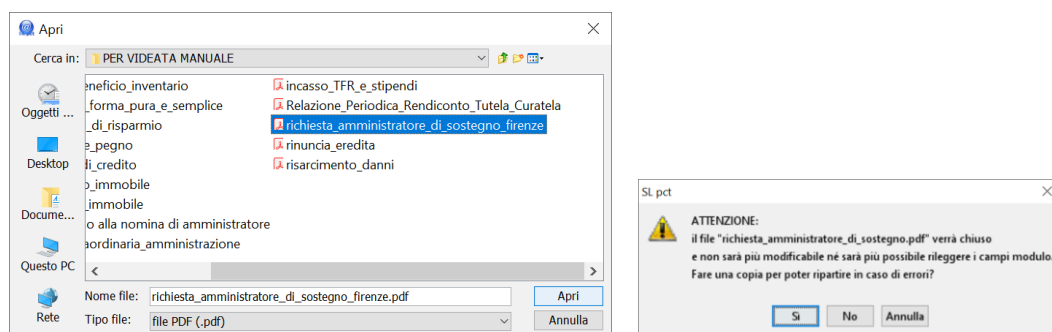 Apri
Cerca in: PER VIDEATA MANUALE
Oggetti ...
Desktop
Docume...
Questo PC
Rete
eneficio_inventario
_forma_pura_e_semplice
_di_risparmio
e_pegno
di_credito
o_immobile
_immobile
o alla nomina di amministratore
aordinaria_amministrazione
incasso_TFR_e_stipendi
Relazione_Periodica_Rendiconto_Tutela_Curatela
richiesta_amministratore_di_sostegno_firenze
rinuncia_eredita
risarcimento_danni
Nome file: richiesta_amministratore_di_sostegno_firenze.pdf Apri
Tipo file: file PDF (.pdf) Annulla
SL pct
ATTENZIONE:
il file "richiesta_amministratore_di_sostegno.pdf" verrà chiuso
e non sarà più modificabile né sarà più possibile rileggere i campi modulo.
Fare una copia per poter ripartire in caso di errori?
Sì No Annulla